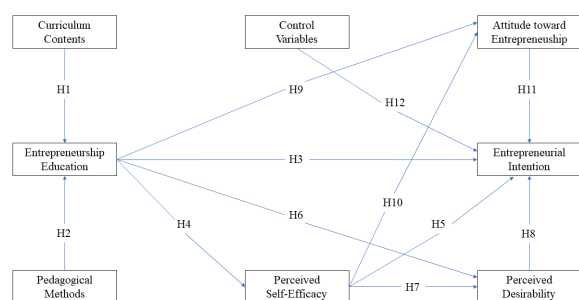 Curriculum
Contents
Control
Variables
Attitude toward
Entrepreneuship
H1
H9
H11
H12
Entrepreneurship
Education
H3
Entrepreneurial
Intention
H10
H6
H4
H5
H2
H8
Pedagogical
Methods
Perceived
Self-Efficacy
H7
Perceived
Desirability